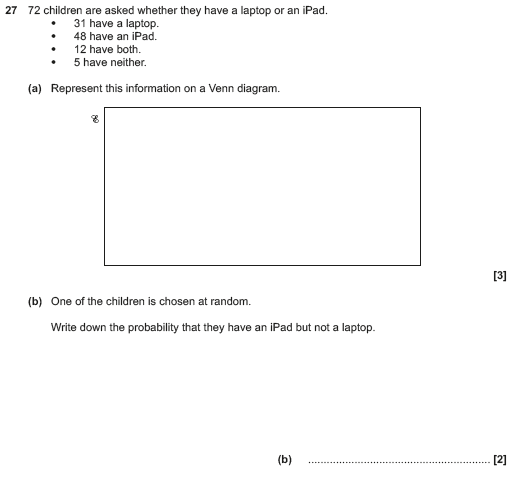 27 72 children are asked whether they have a laptop or an iPad.
• 31 have a laptop.
• 48 have an iPad.
• 12 have both.
• 5 have neither.
(a) Represent this information on a Venn diagram.
ℰ
[3]
(b) One of the children is chosen at random.
Write down the probability that they have an iPad but not a laptop.
(b) ............................................................ [2]